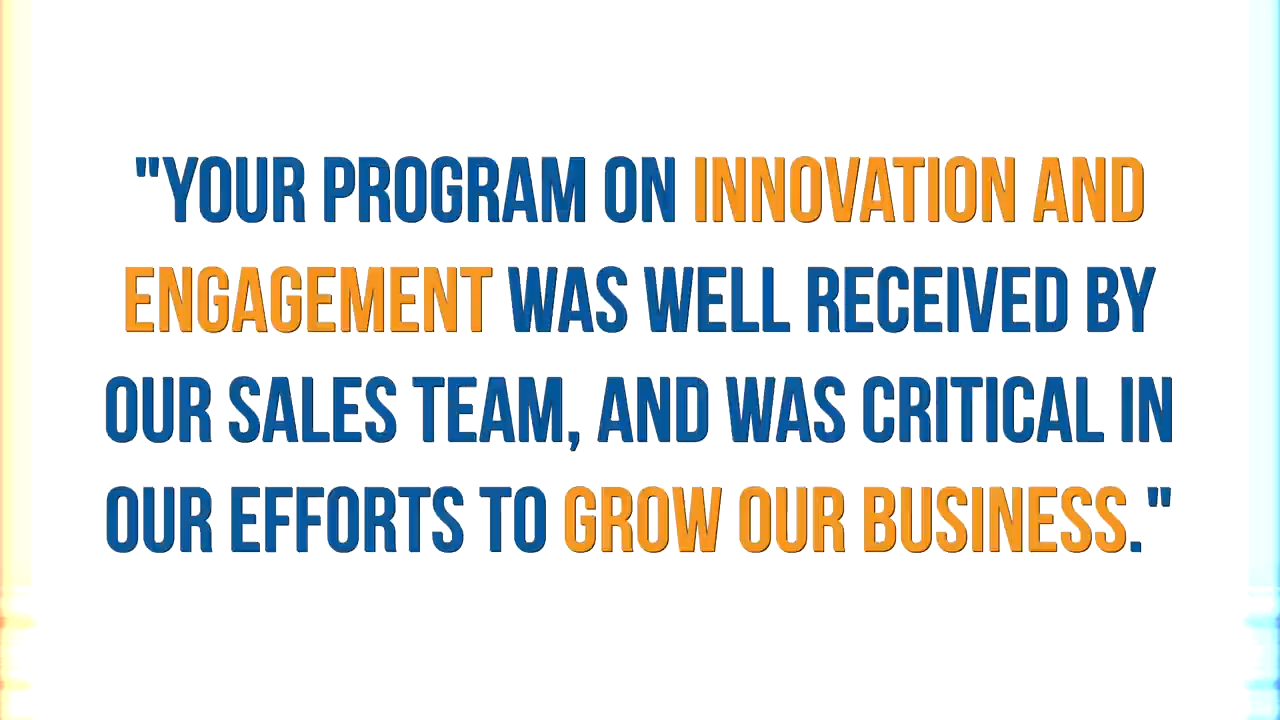 "YOUR PROGRAM ON INNOVATION AND
ENGAGEMENT WAS WELL RECEIVED BY
OUR SALES TEAM, AND WAS CRITICAL IN
OUR EFFORTS TO GROW OUR BUSINESS."